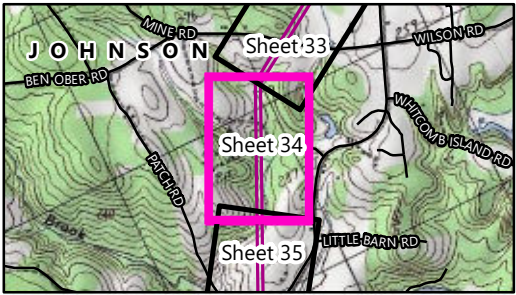 MINE RD
WILSON RD
Sheet 33
JOHNSON
BEN OBER RD
WHITCOMB ISLAND RD
Sheet 34
PATCH RD
Brook
LITTLE BARN RD
Sheet 35